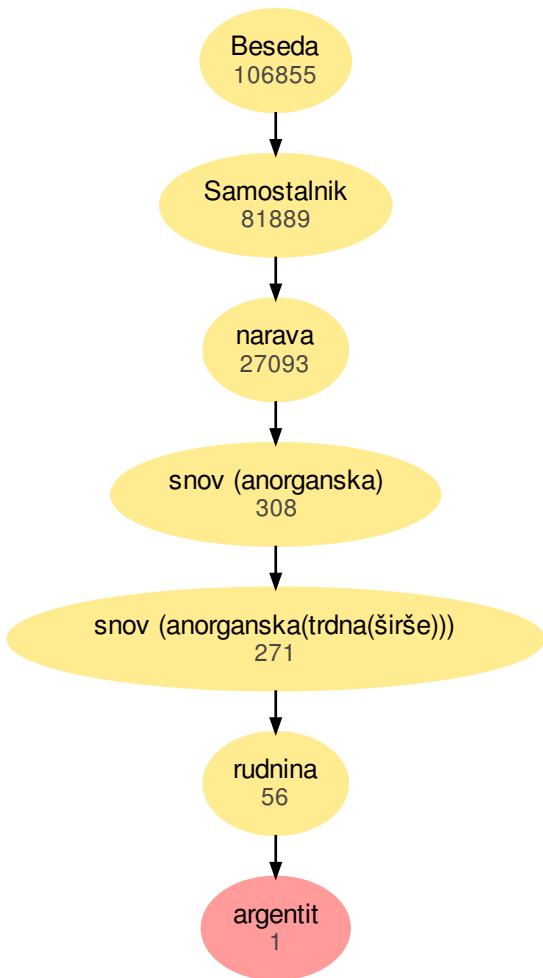 Beseda
106855
Samostalnik
81889
narava
27093
snov (anorganska)
308
snov (anorganska(trdna(širše)))
271
rudnina
56
argentit
1